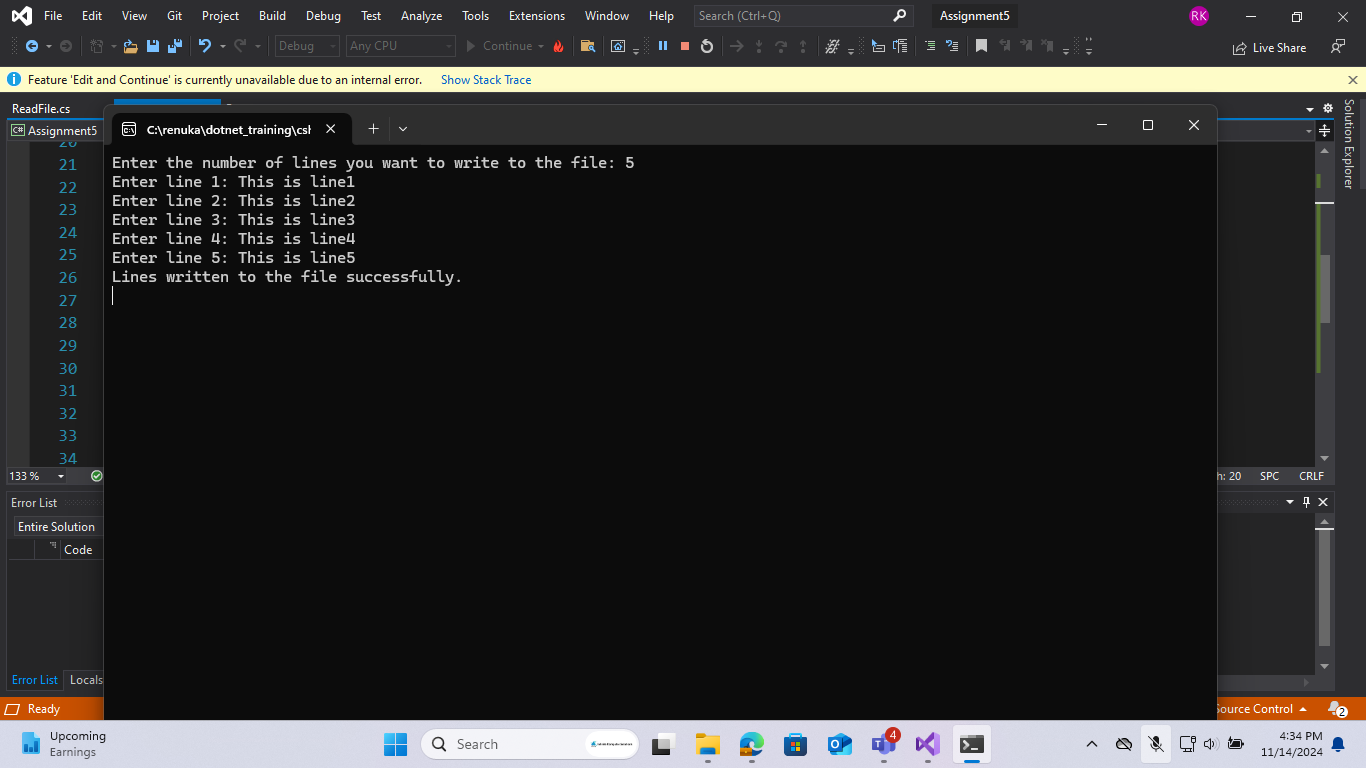 File Edit View Git Project Build Debug Test Analyze Tools Extensions Window Help Search (Ctrl+Q) Assignment5 RK
Debug Any CPU Continue Live Share
Feature 'Edit and Continue' is currently unavailable due to an internal error. Show Stack Trace
ReadFile.cs
Assignment5
C:\renuka\dotnet_training\csh
Solution Explorer
Enter the number of lines you want to write to the file: 5
Enter line 1: This is line1
Enter line 2: This is line2
Enter line 3: This is line3
Enter line 4: This is line4
Enter line 5: This is line5
Lines written to the file successfully.
20
21
22
23
24
25
26
27
28
29
30
31
32
33
34
133 % h: 20 SPC CRLF
Error List
Entire Solution
Code
Error List Locals
Ready Source Control 2
Upcoming
Earnings
Search
4
4:34 PM
11/14/2024